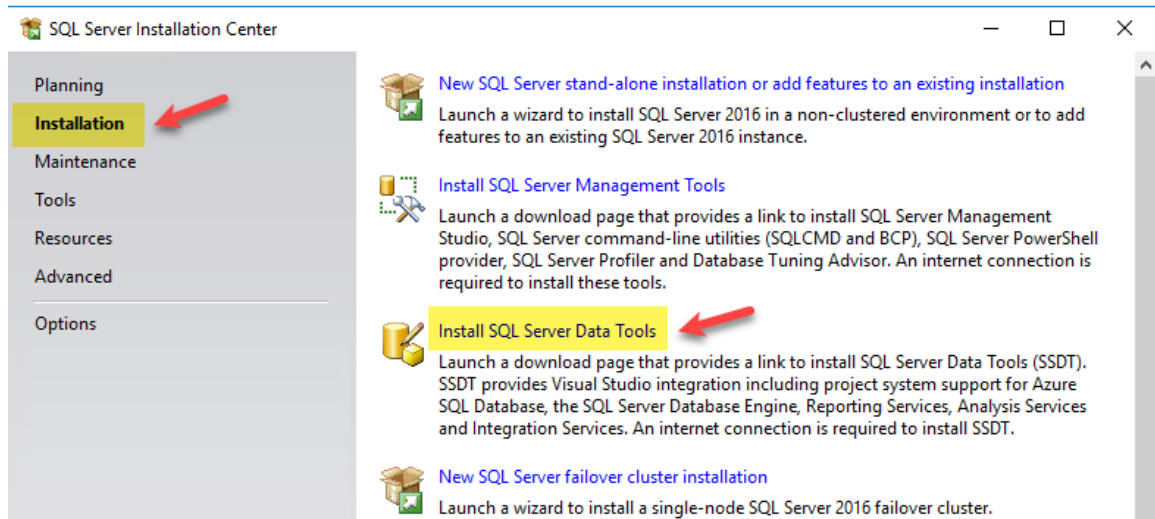 SQL Server Installation Center
Planning
Installation
Maintenance
Tools
Resources
Advanced
Options
New SQL Server stand-alone installation or add features to an existing installation
Launch a wizard to install SQL Server 2016 in a non-clustered environment or to add
features to an existing SQL Server 2016 instance.
Install SQL Server Management Tools
Launch a download page that provides a link to install SQL Server Management
Studio, SQL Server command-line utilities (SQLCMD and BCP), SQL Server PowerShell
provider, SQL Server Profiler and Database Tuning Advisor. An internet connection is
required to install these tools.
Install SQL Server Data Tools
Launch a download page that provides a link to install SQL Server Data Tools (SSDT).
SSDT provides Visual Studio integration including project system support for Azure
SQL Database, the SQL Server Database Engine, Reporting Services, Analysis Services
and Integration Services. An internet connection is required to install SSDT.
New SQL Server failover cluster installation
Launch a wizard to install a single-node SQL Server 2016 failover cluster.